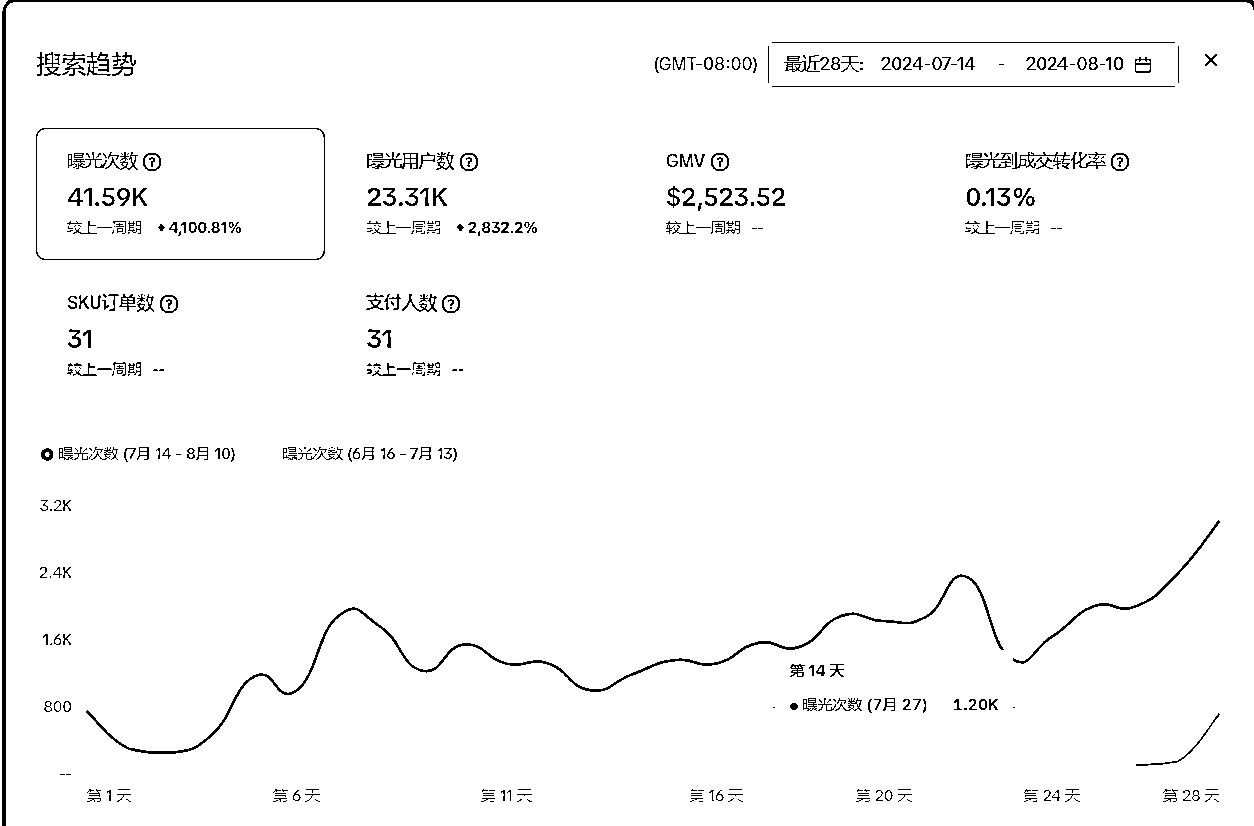 搜索趋势
(GMT-08:00) 最近28天: 2024-07-14 - 2024-08-10
曝光次数 曝光用户数 GMV 曝光到成交转化率
41.59K 23.31K $2,523.52 0.13%
较上一周期 4,100.81% 较上一周期 2,832.2% 较上一周期 -- 较上一周期 --
SKU订单数 支付人数
31 31
较上一周期 -- 较上一周期 --
曝光次数 (7月 14 - 8月 10) 曝光次数 (6月 16 - 7月 13)
3.2K
2.4K
1.6K
第 14 天
800
曝光次数 (7月 27) 1.20K
--
第 1 天 第 6 天 第 11 天 第 16 天 第 20 天 第 24 天 第 28 天